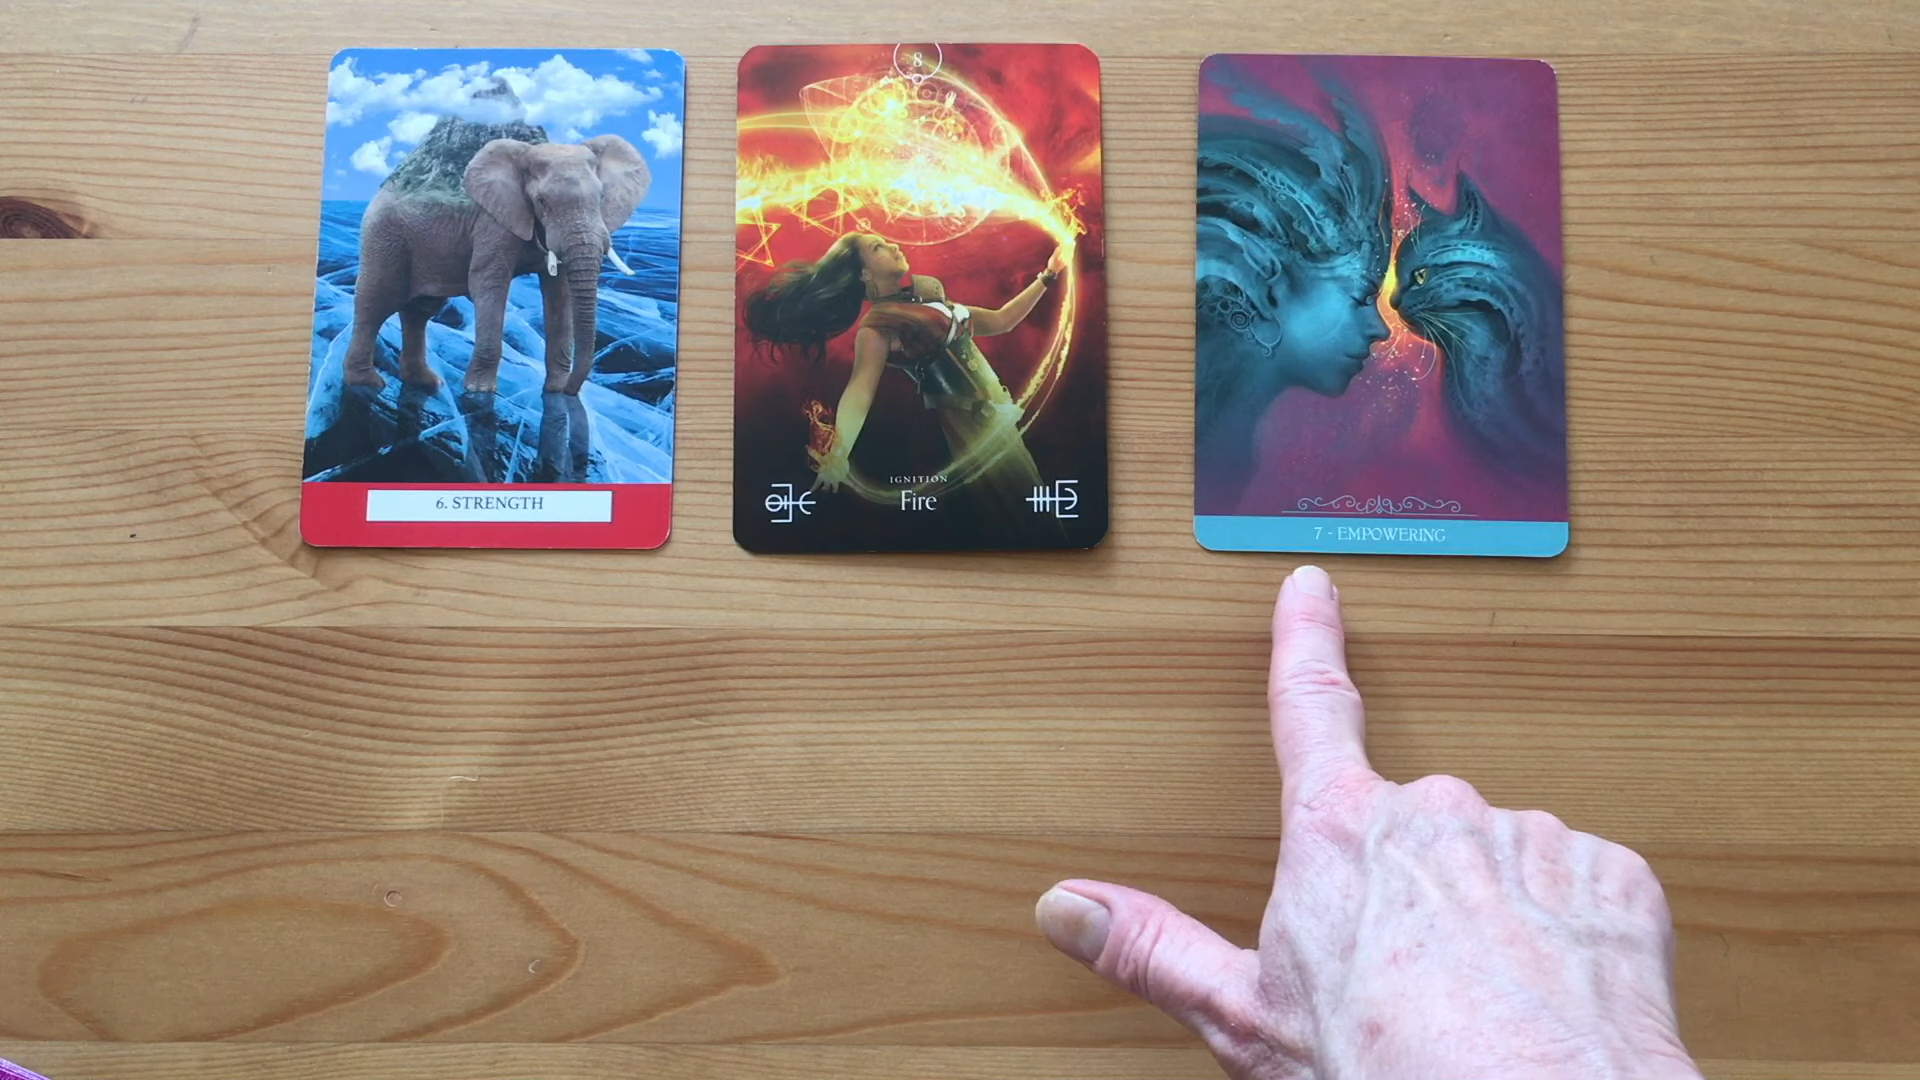 6. STRENGTH
8
IGNITION
Fire
7 - EMPOWERING